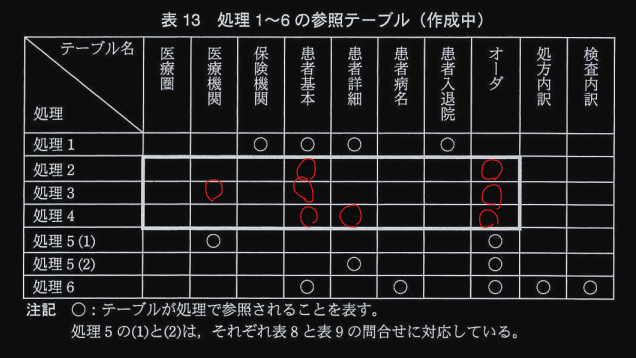 表 13 処理 1～6 の参照テーブル（作成中）
テーブル名 処理 医療圏 医療機関 保険機関 患者基本 患者詳細 患者病名 患者入退院 オーダ 処方内訳 検査内訳
処理 1 ○ ○ ○ ○
処理 2 ○ ○
処理 3 ○ ○ ○
処理 4 ○ ○ ○
処理 5 (1) ○ ○
処理 5 (2) ○ ○
処理 6 ○ ○ ○ ○ ○
注記 ○：テーブルが処理で参照されることを表す。
処理 5 の(1)と(2)は，それぞれ表 8 と表 9 の問合せに対応している。